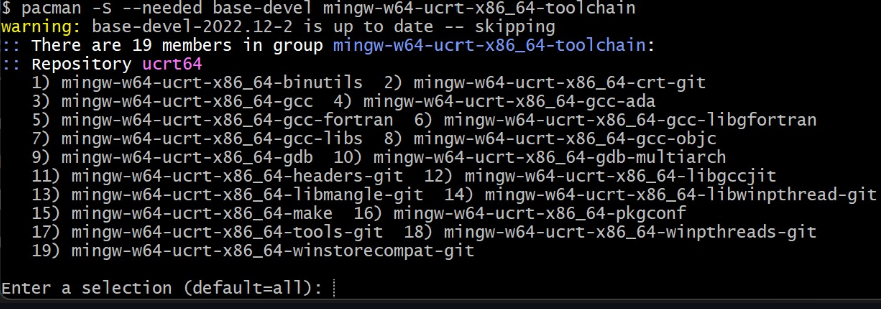 $ pacman -S --needed base-devel mingw-w64-ucrt-x86_64-toolchain
warning: base-devel-2022.12-2 is up to date -- skipping
:: There are 19 members in group mingw-w64-ucrt-x86_64-toolchain:
:: Repository ucrt64
   1) mingw-w64-ucrt-x86_64-binutils  2) mingw-w64-ucrt-x86_64-crt-git
   3) mingw-w64-ucrt-x86_64-gcc  4) mingw-w64-ucrt-x86_64-gcc-ada
   5) mingw-w64-ucrt-x86_64-gcc-fortran  6) mingw-w64-ucrt-x86_64-gcc-libgfortran
   7) mingw-w64-ucrt-x86_64-gcc-libs  8) mingw-w64-ucrt-x86_64-gcc-objc
   9) mingw-w64-ucrt-x86_64-gdb  10) mingw-w64-ucrt-x86_64-gdb-multiarch
   11) mingw-w64-ucrt-x86_64-headers-git  12) mingw-w64-ucrt-x86_64-libgccjit
   13) mingw-w64-ucrt-x86_64-libmangle-git  14) mingw-w64-ucrt-x86_64-libwinpthread-git
   15) mingw-w64-ucrt-x86_64-make  16) mingw-w64-ucrt-x86_64-pkgconf
   17) mingw-w64-ucrt-x86_64-tools-git  18) mingw-w64-ucrt-x86_64-winpthreads-git
   19) mingw-w64-ucrt-x86_64-winstorecompat-git
Enter a selection (default=all):